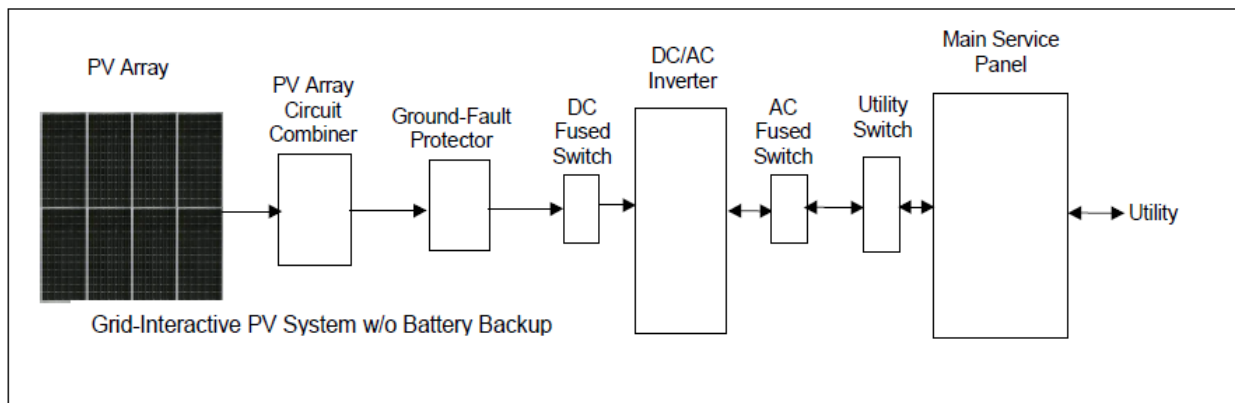 PV Array
PV Array
Circuit
Combiner
Ground-Fault
Protector
DC
Fused
Switch
DC/AC
Inverter
AC
Fused
Switch
Utility
Switch
Main Service
Panel
Utility
Grid-Interactive PV System w/o Battery Backup